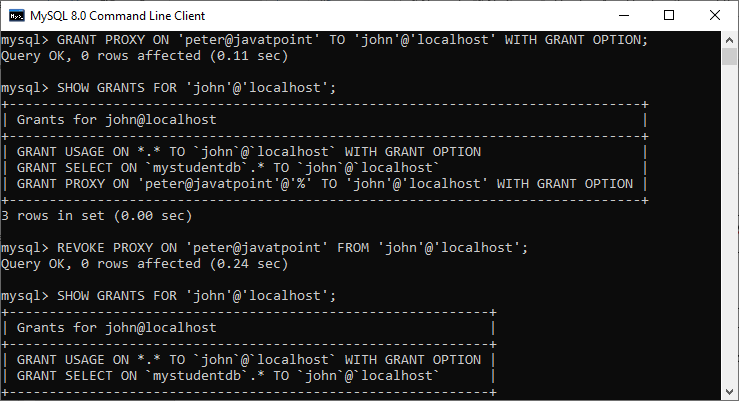 MySQL 8.0 Command Line Client
mysql> GRANT PROXY ON 'peter@javatpoint' TO 'john'@'localhost' WITH GRANT OPTION;
Query OK, 0 rows affected (0.11 sec)
mysql> SHOW GRANTS FOR 'john'@'localhost';
+------------------------------------------------------------------------------+
| Grants for john@localhost                                                    |
+------------------------------------------------------------------------------+
| GRANT USAGE ON *.* TO `john`@`localhost` WITH GRANT OPTION                   |
| GRANT SELECT ON `mystudentdb`.* TO `john`@`localhost`                        |
| GRANT PROXY ON 'peter@javatpoint'@'%' TO 'john'@'localhost' WITH GRANT OPTION |
+------------------------------------------------------------------------------+
3 rows in set (0.00 sec)
mysql> REVOKE PROXY ON 'peter@javatpoint' FROM 'john'@'localhost';
Query OK, 0 rows affected (0.24 sec)
mysql> SHOW GRANTS FOR 'john'@'localhost';
+------------------------------------------------------------+
| Grants for john@localhost                                  |
+------------------------------------------------------------+
| GRANT USAGE ON *.* TO `john`@`localhost` WITH GRANT OPTION |
| GRANT SELECT ON `mystudentdb`.* TO `john`@`localhost`      |
+------------------------------------------------------------+